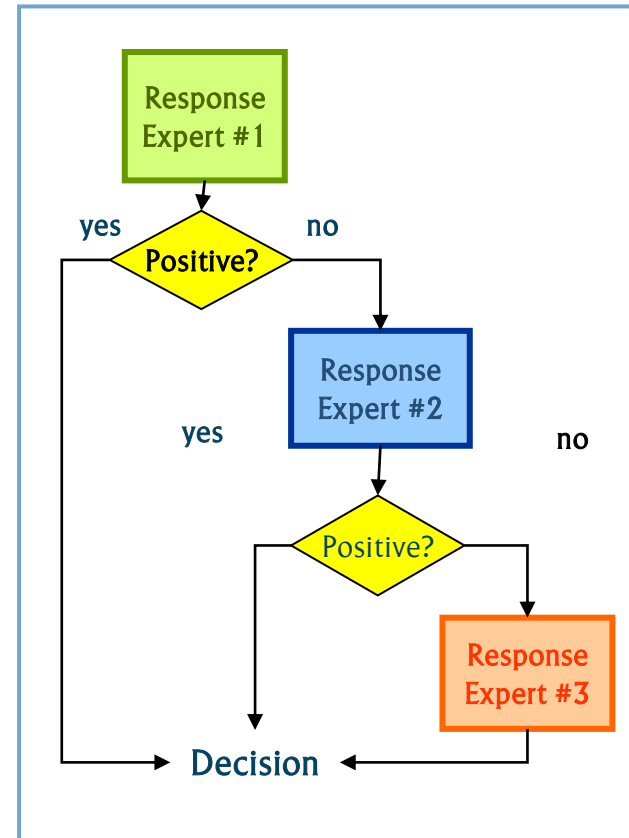 Response
Expert #1
yes
no
Positive?
Response
Expert #2
yes
no
Positive?
Response
Expert #3
Decision